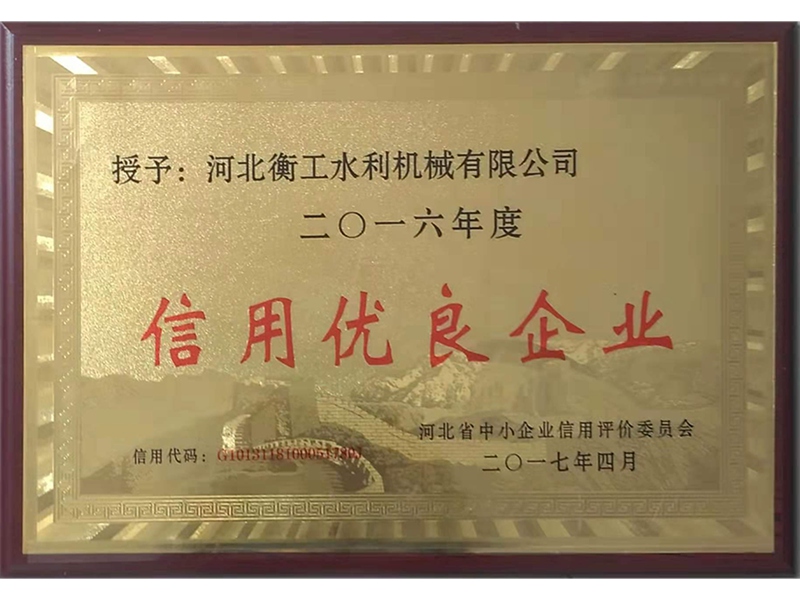 授予：河北衡工水利机械有限公司
二〇一六年度
信用优良企业
河北省中小企业信用评价委员会
信用代码：
二〇一七年四月